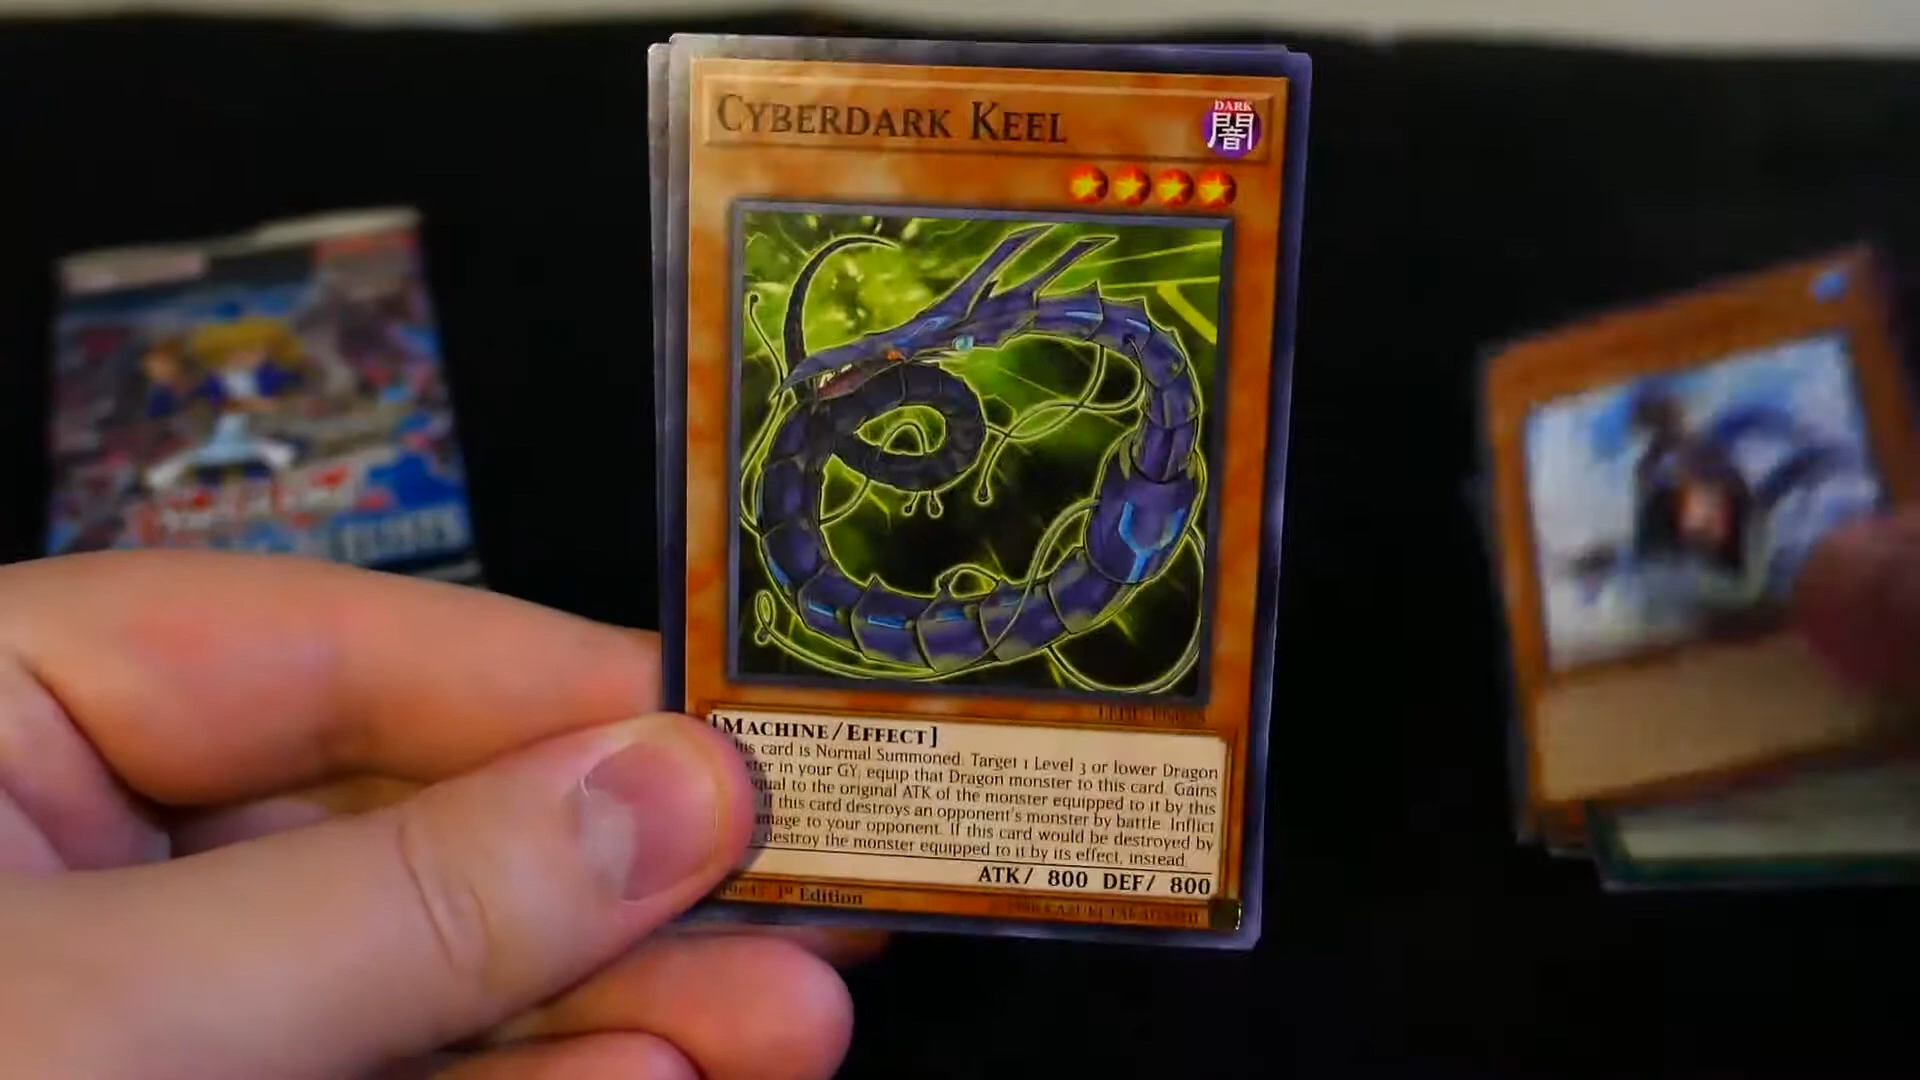 CYBERDARK KEEL
DARK
闇
[MACHINE/EFFECT]
card is Normal Summoned: Target 1 Level 3 or lower Dragon
in your GY, equip that Dragon monster to this card. Gains
to the original ATK of the monster equipped to it by this
If this card destroys an opponent's monster by battle: Inflict
to your opponent. If this card would be destroyed by
destroy the monster equipped to it by its effect, instead.
ATK/ 800 DEF/ 800
1st Edition